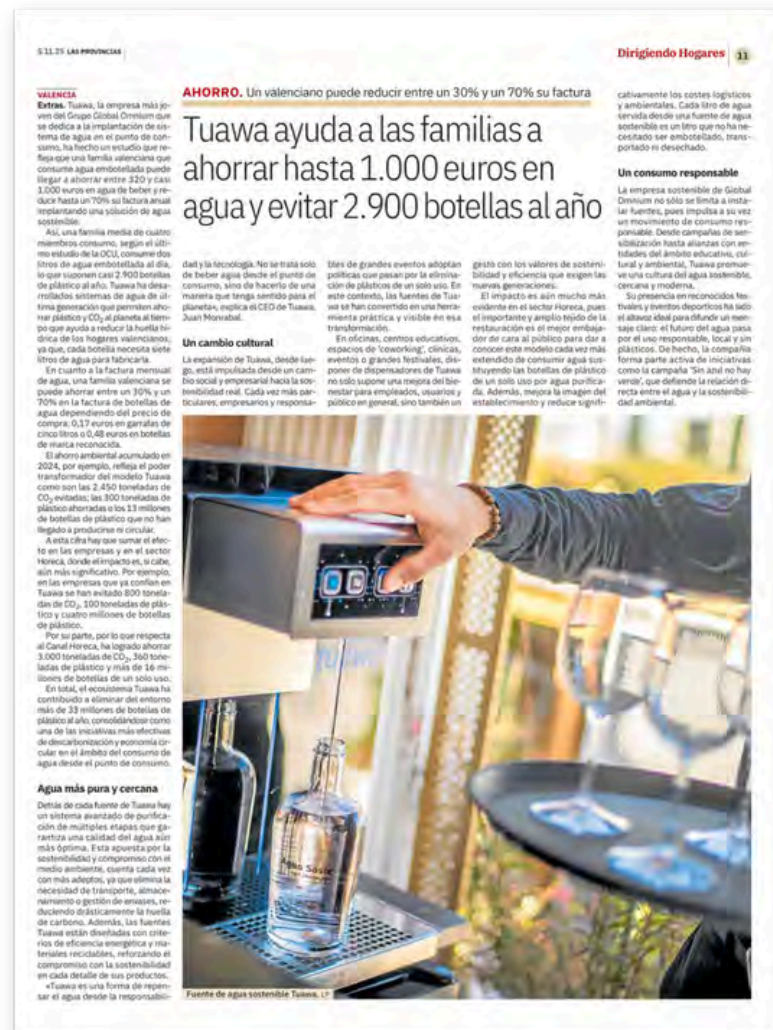 5.11.25 LAS PROVINCIAS
Dirigiendo Hogares 11
VALENCIA
Extras. Tuawa, la empresa más jo-
ven del Grupo Global Omnium que
se dedica a la implantación de sis-
tema de agua en el punto de con-
sumo, ha hecho un estudio que re-
fleja que una familia valenciana que
consume agua embotellada puede
llegar a ahorrar entre 320 y casi
1.000 euros en agua de beber y re-
ducir hasta un 70% su factura anual
implantando una solución de agua
sostenible.
Así, una familia media de cuatro
miembros consumo, según el últi-
mo estudio de la OCU, consume dos
litros de agua embotellada al día,
lo que suponen casi 2.900 botellas
de plástico al año. Tuawa ha desa-
rrollados sistemas de agua de úl-
tima generación que permiten aho-
rrar plástico y CO2 al planeta al tiem-
po que ayuda a reducir la huella hí-
drica de los hogares valencianos,
ya que, cada botella necesita siete
litros de agua para fabricarla.
En cuanto a la factura mensual
de agua, una familia valenciana se
puede ahorrar entre un 30% y un
70% en la factura de botellas de
agua dependiendo del precio de
compra: 0,17 euros en garrafas de
cinco litros o 0,48 euros en botellas
de marca reconocida.
El ahorro ambiental acumulado en
2024, por ejemplo, refleja el poder
transformador del modelo Tuawa
como son las 2.450 toneladas de
CO2 evitadas; las 300 toneladas de
plástico ahorradas o los 13 millones
de botellas de plástico que no han
llegado a producirse ni circular.
A esta cifra hay que sumar el efec-
to en las empresas y en el sector
Horeca, donde el impacto es, si cabe,
aún más significativo. Por ejemplo,
en las empresas que ya confían en
Tuawa se han evitado 800 tonela-
das de CO2, 100 toneladas de plás-
tico y cuatro millones de botellas
de plástico.
Por su parte, por lo que respecta
al Canal Horeca, ha logrado ahorrar
3.000 toneladas de CO2, 360 tone-
ladas de plástico y más de 16 mi-
llones de botellas de un solo uso.
En total, el ecosistema Tuawa ha
contribuido a eliminar del entorno
más de 33 millones de botellas de
plástico al año, consolidándose como
una de las iniciativas más efectivas
de descarbonización y economía cir-
cular en el ámbito del consumo de
agua desde el punto de consumo.
Agua más pura y cercana
Detrás de cada fuente de Tuawa hay
un sistema avanzado de purifica-
ción de múltiples etapas que ga-
rantiza una calidad del agua aún
más óptima. Esta apuesta por la
sostenibilidad y compromiso con el
medio ambiente, cuenta cada vez
con más adeptos, ya que elimina la
necesidad de transporte, almace-
namiento o gestión de envases, re-
duciendo drásticamente la huella
de carbono. Además, las fuentes
Tuawa están diseñadas con crite-
rios de eficiencia energética y ma-
teriales reciclables, reforzando el
compromiso con la sostenibilidad
en cada detalle de sus productos.
«Tuawa es una forma de repen-
sar el agua desde la responsabili-
AHORRO. Un valenciano puede reducir entre un 30% y un 70% su factura
Tuawa ayuda a las familias a
ahorrar hasta 1.000 euros en
agua y evitar 2.900 botellas al año
dad y la tecnología. No se trata solo
de beber agua desde el punto de
consumo, sino de hacerlo de una
manera que tenga sentido para el
planeta», explica el CEO de Tuawa,
Juan Monrabal.
Un cambio cultural
La expansión de Tuawa, desde lue-
go, está impulsada desde un cam-
bio social y empresarial hacia la sos-
tenibilidad real. Cada vez más par-
ticulares, empresarios y responsa-
bles de grandes eventos adoptan
políticas que pasan por la elimina-
ción de plásticos de un solo uso. En
este contexto, las fuentes de Tua-
wa se han convertido en una herra-
mienta práctica y visible en esa
transformación.
En oficinas, centros educativos,
espacios de 'coworking', clínicas,
eventos o grandes festivales, dis-
poner de dispensadores de Tuawa
no solo supone una mejora del bie-
nestar para empleados, usuarios y
público en general, sino también un
gesto con los valores de sosteni-
bilidad y eficiencia que exigen las
nuevas generaciones.
El impacto es aún mucho más
evidente en el sector Horeca, pues
el importante y amplio tejido de la
restauración es el mejor embaja-
dor de cara al público para dar a
conocer este modelo cada vez más
extendido de consumir agua sus-
tituyendo las botellas de plástico
de un solo uso por agua purifica-
da. Además, mejora la imagen del
establecimiento y reduce signifi-
cativamente los costes logísticos
y ambientales. Cada litro de agua
servida desde una fuente de agua
sostenible es un litro que no ha ne-
cesitado ser embotellado, trans-
portado ni desechado.
Un consumo responsable
La empresa sostenible de Global
Omnium no sólo se limita a insta-
lar fuentes, pues impulsa a su vez
un movimiento de consumo res-
ponsable. Desde campañas de sen-
sibilización hasta alianzas con en-
tidades del ámbito educativo, cul-
tural y ambiental, Tuawa promue-
ve una cultura del agua sostenible,
cercana y moderna.
Su presencia en reconocidos fes-
tivales y eventos deportivos ha sido
el altavoz ideal para difundir un men-
saje claro: el futuro del agua pasa
por el uso responsable, local y sin
plásticos. De hecho, la compañía
forma parte activa de iniciativas
como la campaña 'Sin azul no hay
verde', que defiende la relación di-
recta entre el agua y la sostenibili-
dad ambiental.
Agua Soste
Fuente de agua sostenible Tuawa. LP